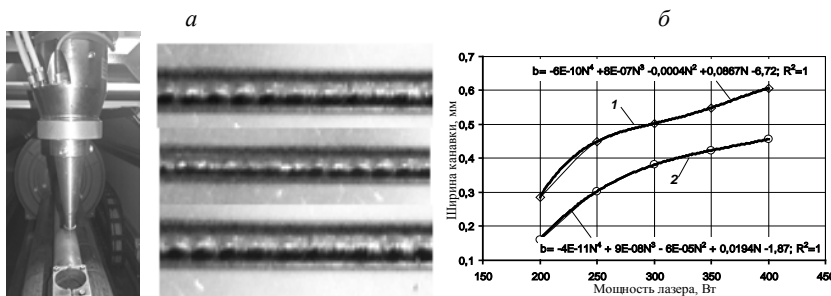 а
б
0,7
0,6
0,5
0,4
0,3
0,2
0,1
Ширина канавки, мм
b= -6E-10N⁴ +8E-07N³ -0,0004N² +0,0867N -6,72; R²=1
1
2
b= -4E-11N⁴ + 9E-08N³ - 6E-05N² + 0,0194N -1,87; R²=1
150 200 250 300 350 400 450
Мощность лазера, Вт